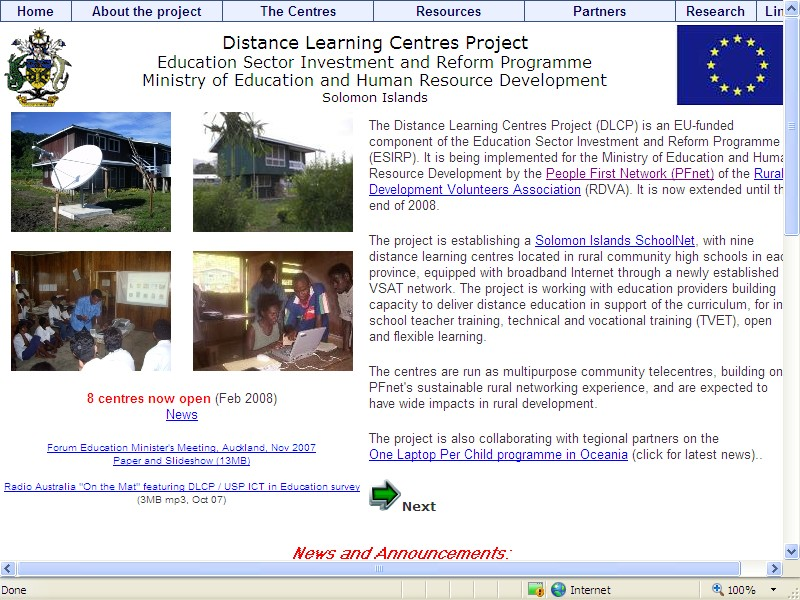 Home About the project The Centres Resources Partners Research Lin
Distance Learning Centres Project
Education Sector Investment and Reform Programme
Ministry of Education and Human Resource Development
Solomon Islands
The Distance Learning Centres Project (DLCP) is an EU-funded
component of the Education Sector Investment and Reform Programme
(ESIRP). It is being implemented for the Ministry of Education and Huma
Resource Development by the People First Network (PFnet) of the Rural
Development Volunteers Association (RDVA). It is now extended until th
end of 2008.
The project is establishing a Solomon Islands SchoolNet, with nine
distance learning centres located in rural community high schools in eac
province, equipped with broadband Internet through a newly established
VSAT network. The project is working with education providers building
capacity to deliver distance education in support of the curriculum, for in
school teacher training, technical and vocational training (TVET), open
and flexible learning.
The centres are run as multipurpose community telecentres, building on
PFnet's sustainable rural networking experience, and are expected to
have wide impacts in rural development.
The project is also collaborating with tegional partners on the
One Laptop Per Child programme in Oceania (click for latest news)..
Next
8 centres now open (Feb 2008)
News
Forum Education Minister's Meeting, Auckland, Nov 2007
Paper and Slideshow (13MB)
Radio Australia "On the Mat" featuring DLCP / USP ICT in Education survey
(3MB mp3, Oct 07)
News and Announcements:
Done Internet 100%